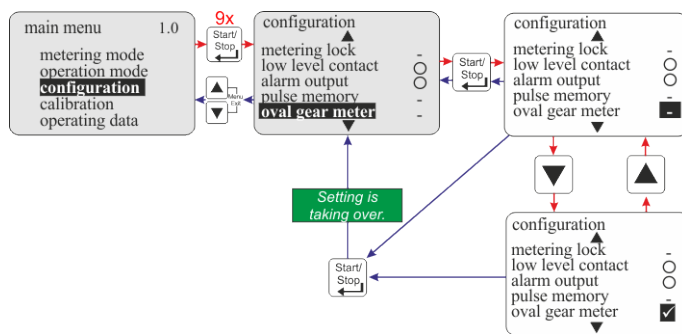 main menu 1.0
metering mode
operation mode
configuration
calibration
operating data
9x
Start/
Stop
Menu
Exit
configuration
metering lock -
low level contact
alarm output
pulse memory -
oval gear meter -
Start/
Stop
configuration
metering lock -
low level contact
alarm output
pulse memory -
oval gear meter -
Setting is
taking over.
Start/
Stop
configuration
metering lock -
low level contact
alarm output
pulse memory -
oval gear meter ✓